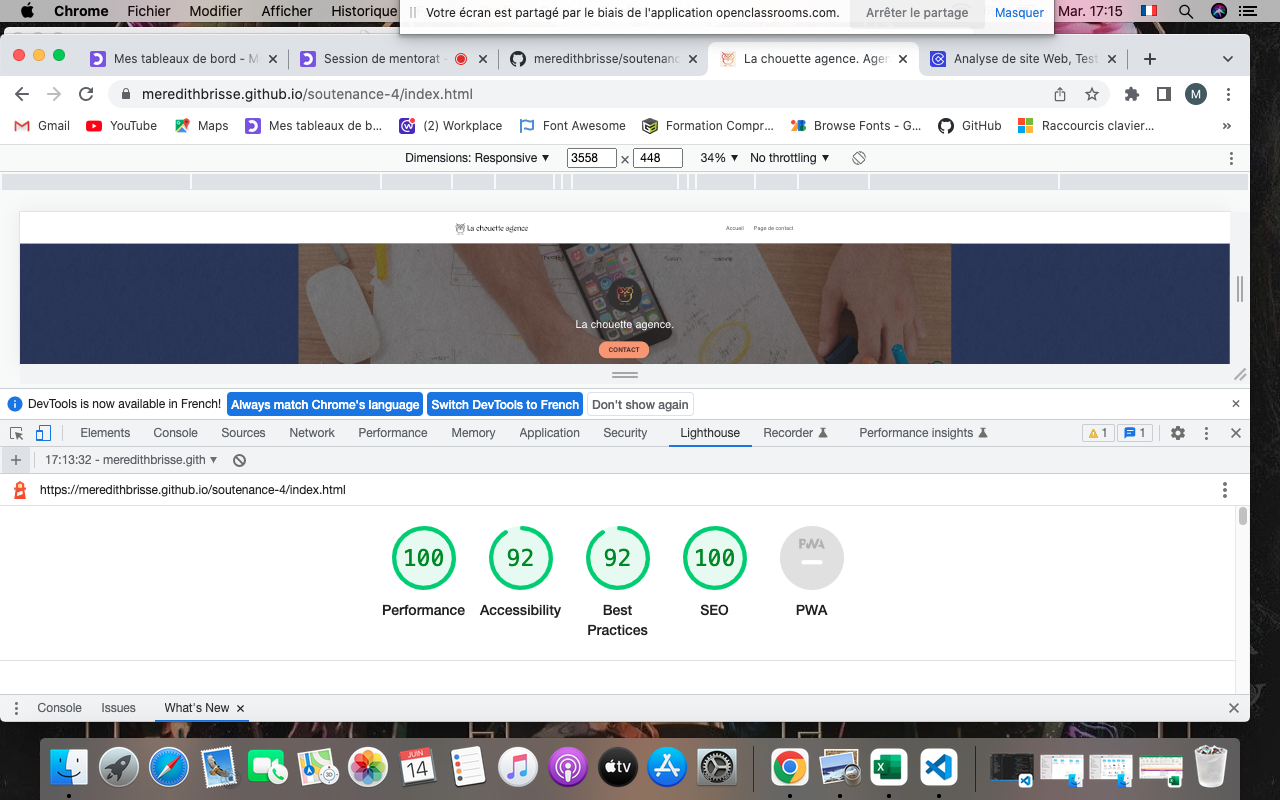 Chrome Fichier Modifier Afficher Historique Mar. 17:15
Votre écran est partagé par le biais de l'application openclassrooms.com. Arrêter le partage Masquer
Mes tableaux de bord - M
Session de mentorat -
meredithbrisse/soutenanc
La chouette agence. Agen
Analyse de site Web, Test
meredithbrisse.github.io/soutenance-4/index.html
M
Gmail YouTube Maps Mes tableaux de b... (2) Workplace Font Awesome Formation Compr... Browse Fonts - G... GitHub Raccourcis clavier... »
Dimensions: Responsive 3558 × 448 34% No throttling
La chouette agence Accueil Page de contact
La chouette agence.
CONTACT
DevTools is now available in French! Always match Chrome's language Switch DevTools to French Don't show again
Elements Console Sources Network Performance Memory Application Security Lighthouse Recorder Performance insights 1 1
17:13:32 - meredithbrisse.gith
https://meredithbrisse.github.io/soutenance-4/index.html
100 92 92 100 PWA
Performance Accessibility Best Practices SEO PWA
Console Issues What's New
3D
JUIN
14
tv